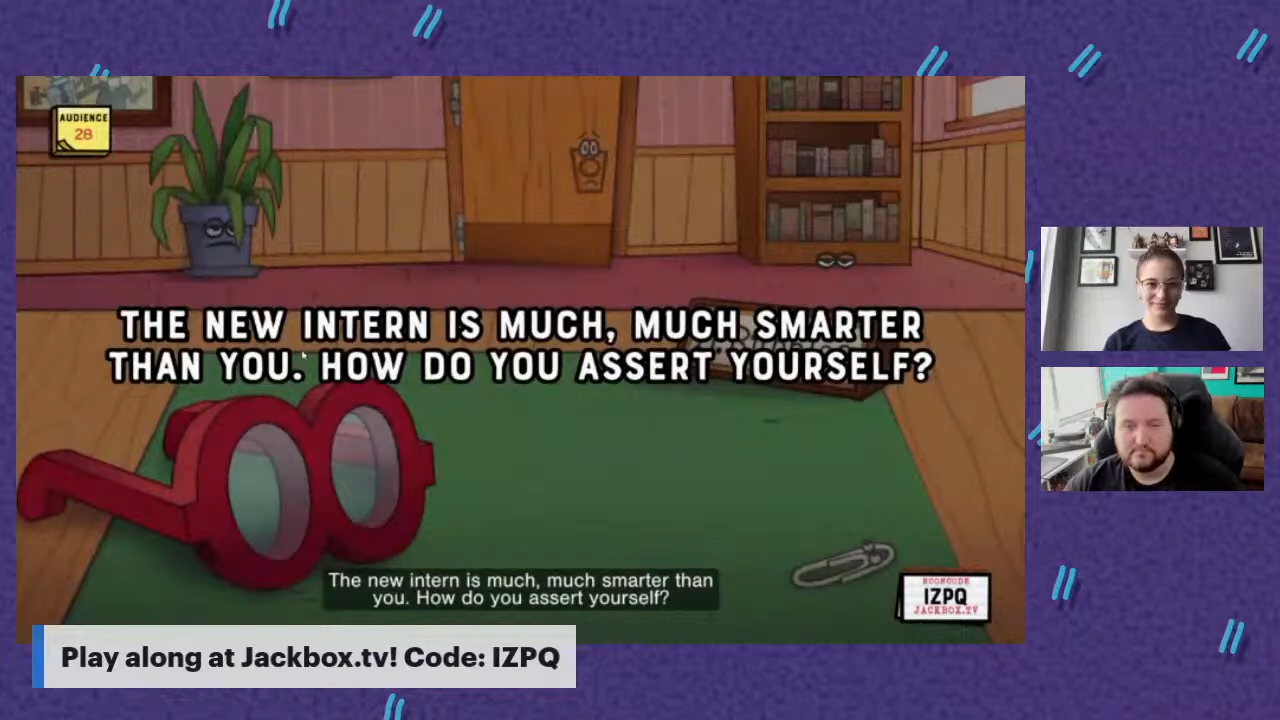 AUDIENCE
28
THE NEW INTERN IS MUCH, MUCH SMARTER
THAN YOU. HOW DO YOU ASSERT YOURSELF?
The new intern is much, much smarter than
you. How do you assert yourself?
ROOM CODE
IZPQ
JACKBOX.TV
Play along at Jackbox.tv! Code: IZPQ